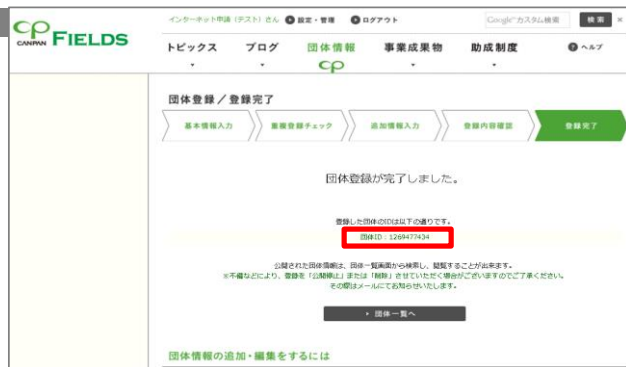 CANPAN FIELDS
インターネット申請（テスト）さん 設定・管理 ログアウト Google カスタム検索 検索 ×
トピックス ブログ 団体情報 事業成果物 助成制度 ヘルプ
団体登録／登録完了
基本情報入力 重複登録チェック 追加情報入力 登録内容確認 登録完了
団体登録が完了しました。
登録した団体のIDは以下の通りです。
団体ID：1269477434
公開された団体情報は、団体一覧画面から検索し、閲覧することが出来ます。
※不備などにより、登録を「公開停止」または「削除」させていただく場合がございますのでご了承ください。
その際はメールにてお知らせいたします。
団体一覧へ
団体情報の追加・編集をするには